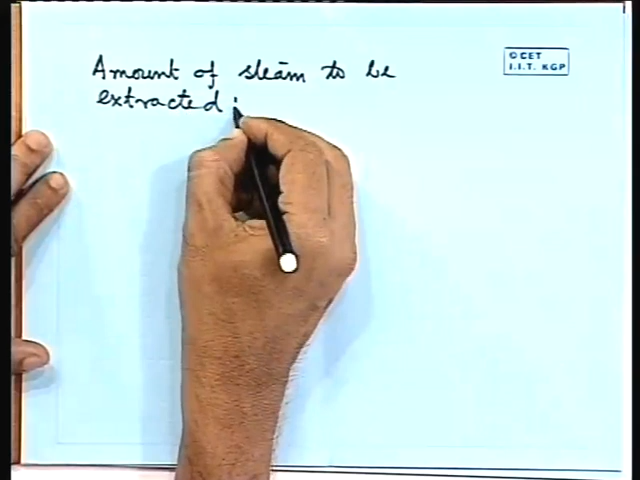 Amount of steam to be
extracted :
© CET
I.I.T. KGP